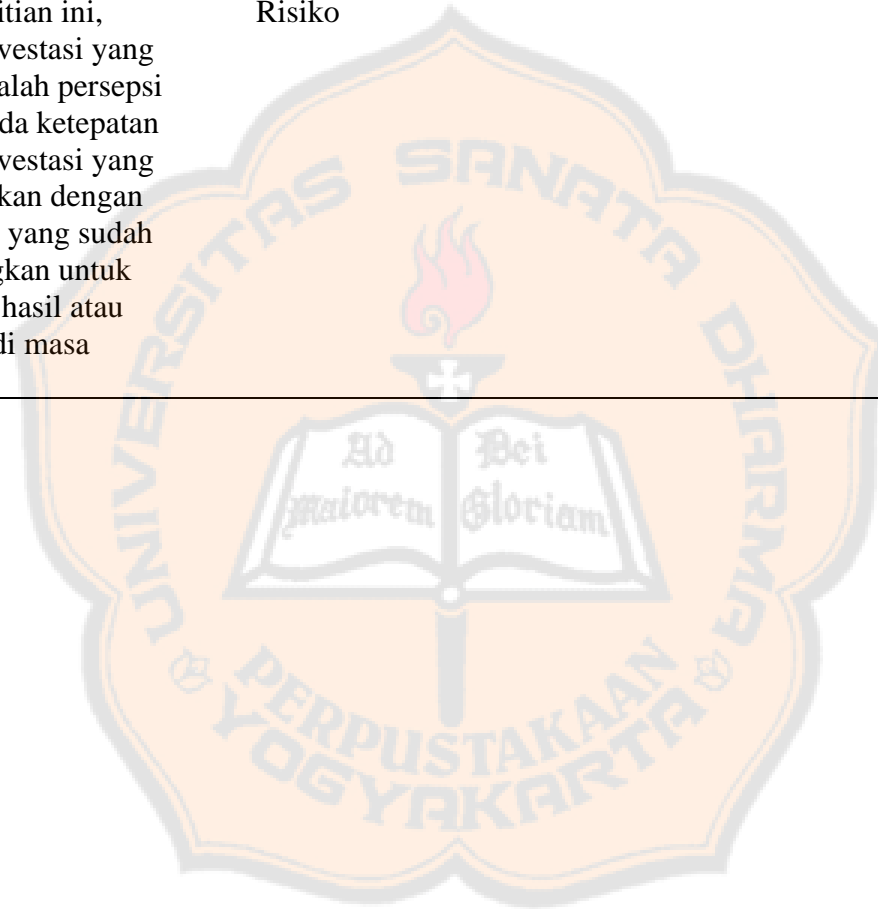 itian ini,
Risiko
vestasi yang
alah persepsi
da ketepatan
vestasi yang
kan dengan
yang sudah
gkan untuk
hasil atau
di masa
UNIVERSITAS SANATA DHARMA
Ad Dei
Maiorem Gloriam
PERPUSTAKAAN
YOGYAKARTA